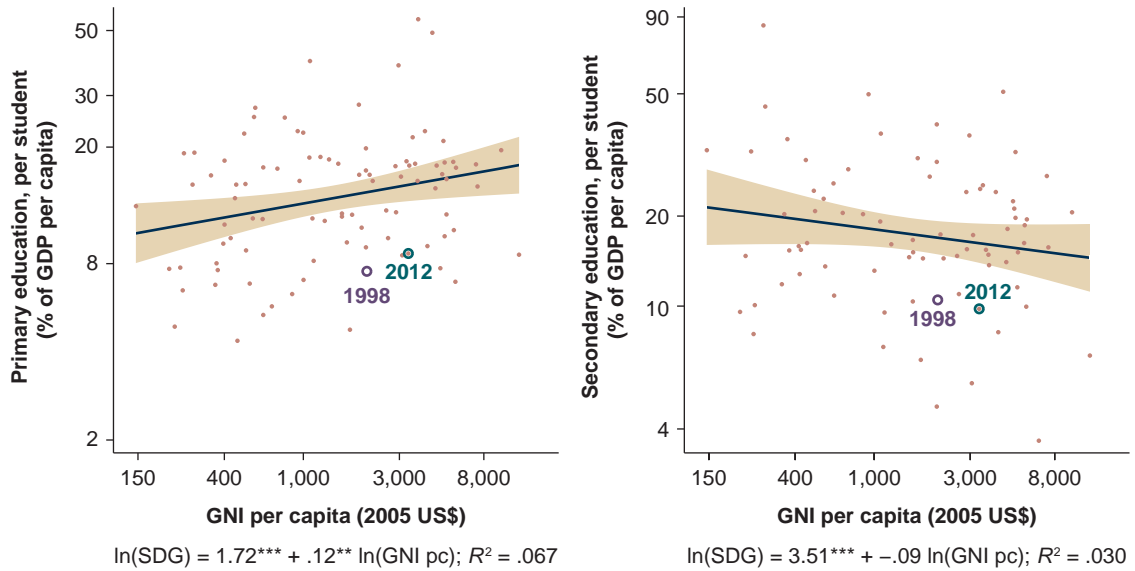 Primary education, per student
(% of GDP per capita)
50
30
20
8
2
2012
1998
150 400 1,000 3,000 8,000
GNI per capita (2005 US$)
ln(SDG) = 1.72*** + .12** ln(GNI pc); R² = .067
Secondary education, per student
(% of GDP per capita)
90
50
20
10
4
2012
1998
150 400 1,000 3,000 8,000
GNI per capita (2005 US$)
ln(SDG) = 3.51*** + −.09 ln(GNI pc); R² = .030